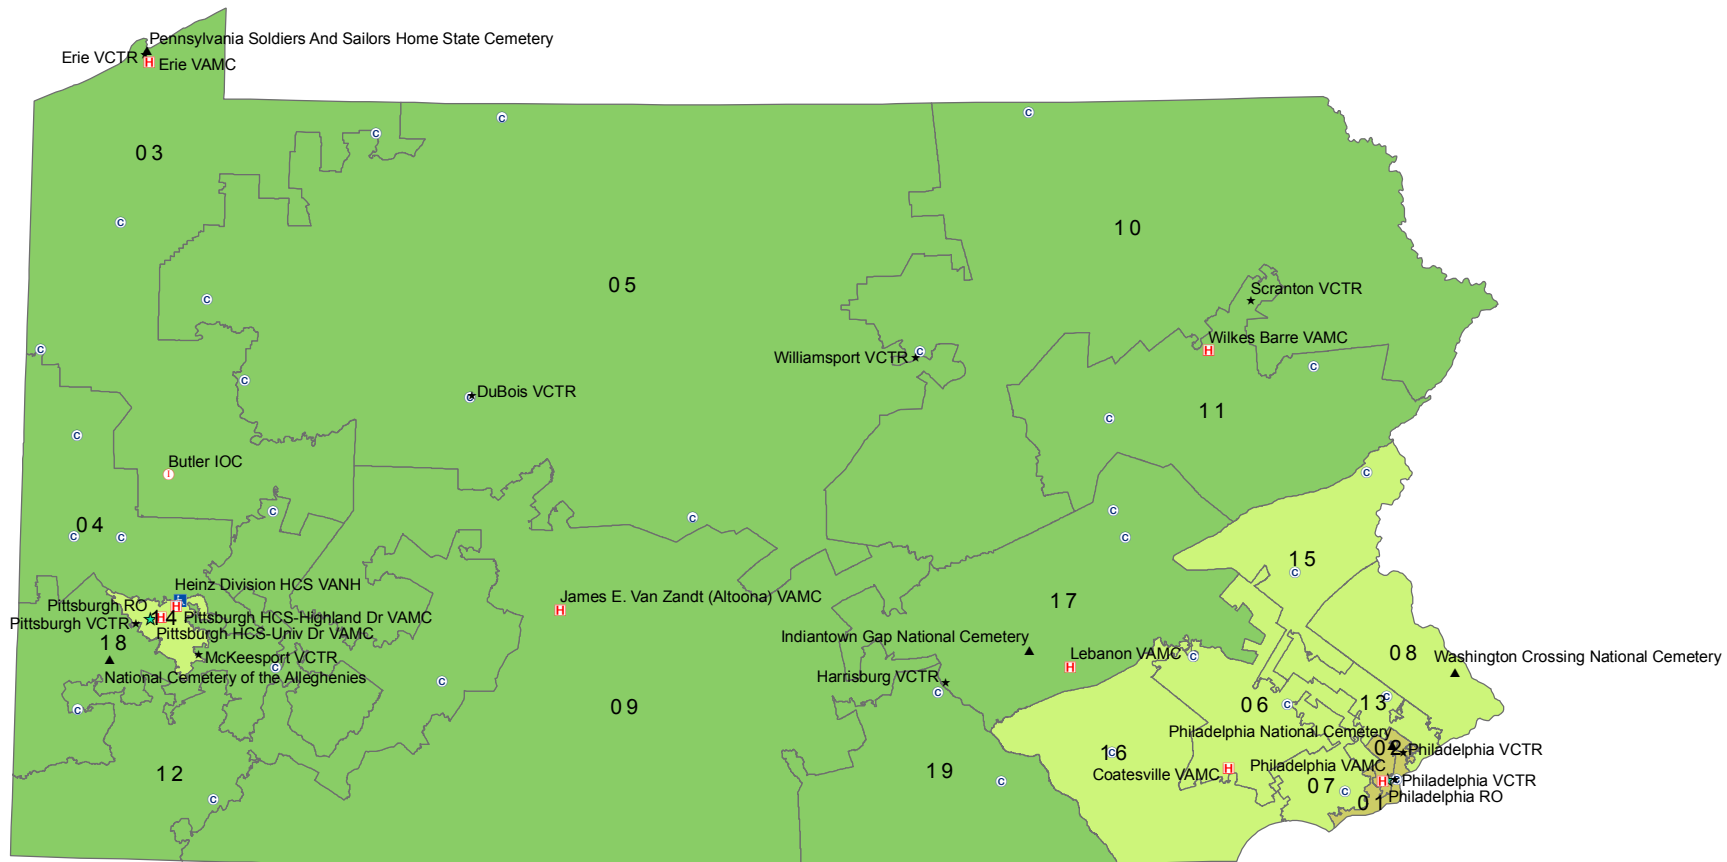 Pennsylvania Soldiers And Sailors Home State Cemetery
Erie VCTR
H Erie VAMC
C
C
C
03
C
10
C
05
Scranton VCTR
C
Wilkes Barre VAMC
H
Williamsport VCTR
C
C
C
C
DuBois VCTR
C
11
C
C
Butler IOC
I
C
C
C
C
04
C
C
C
15
C
Heinz Division HCS VANH
H
James E. Van Zandt (Altoona) VAMC
H
17
Pittsburgh RO
H
14
Pittsburgh HCS-Highland Dr VAMC
Pittsburgh VCTR
Pittsburgh HCS-Univ Dr VAMC
18
Indiantown Gap National Cemetery
McKeesport VCTR
Lebanon VAMC
H
C
08
Washington Crossing National Cemetery
C
National Cemetery of the Alleghenies
Harrisburg VCTR
C
C
C
09
06
C
13
C
Philadelphia National Cemetery
02
Philadelphia VCTR
16
C
12
19
Coatesville VAMC
H
Philadelphia VAMC
H
C
Philadelphia VCTR
C
C
07
C
01
Philadelphia RO